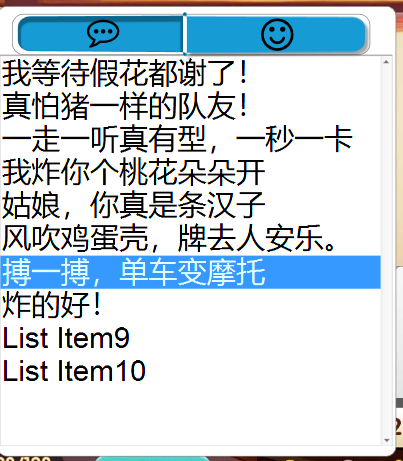 我等待假花都谢了！
真怕猪一样的队友！
一走一听真有型，一秒一卡
我炸你个桃花朵朵开
姑娘，你真是条汉子
风吹鸡蛋壳，牌去人安乐。
搏一搏，单车变摩托
炸的好！
List Item9
List Item10